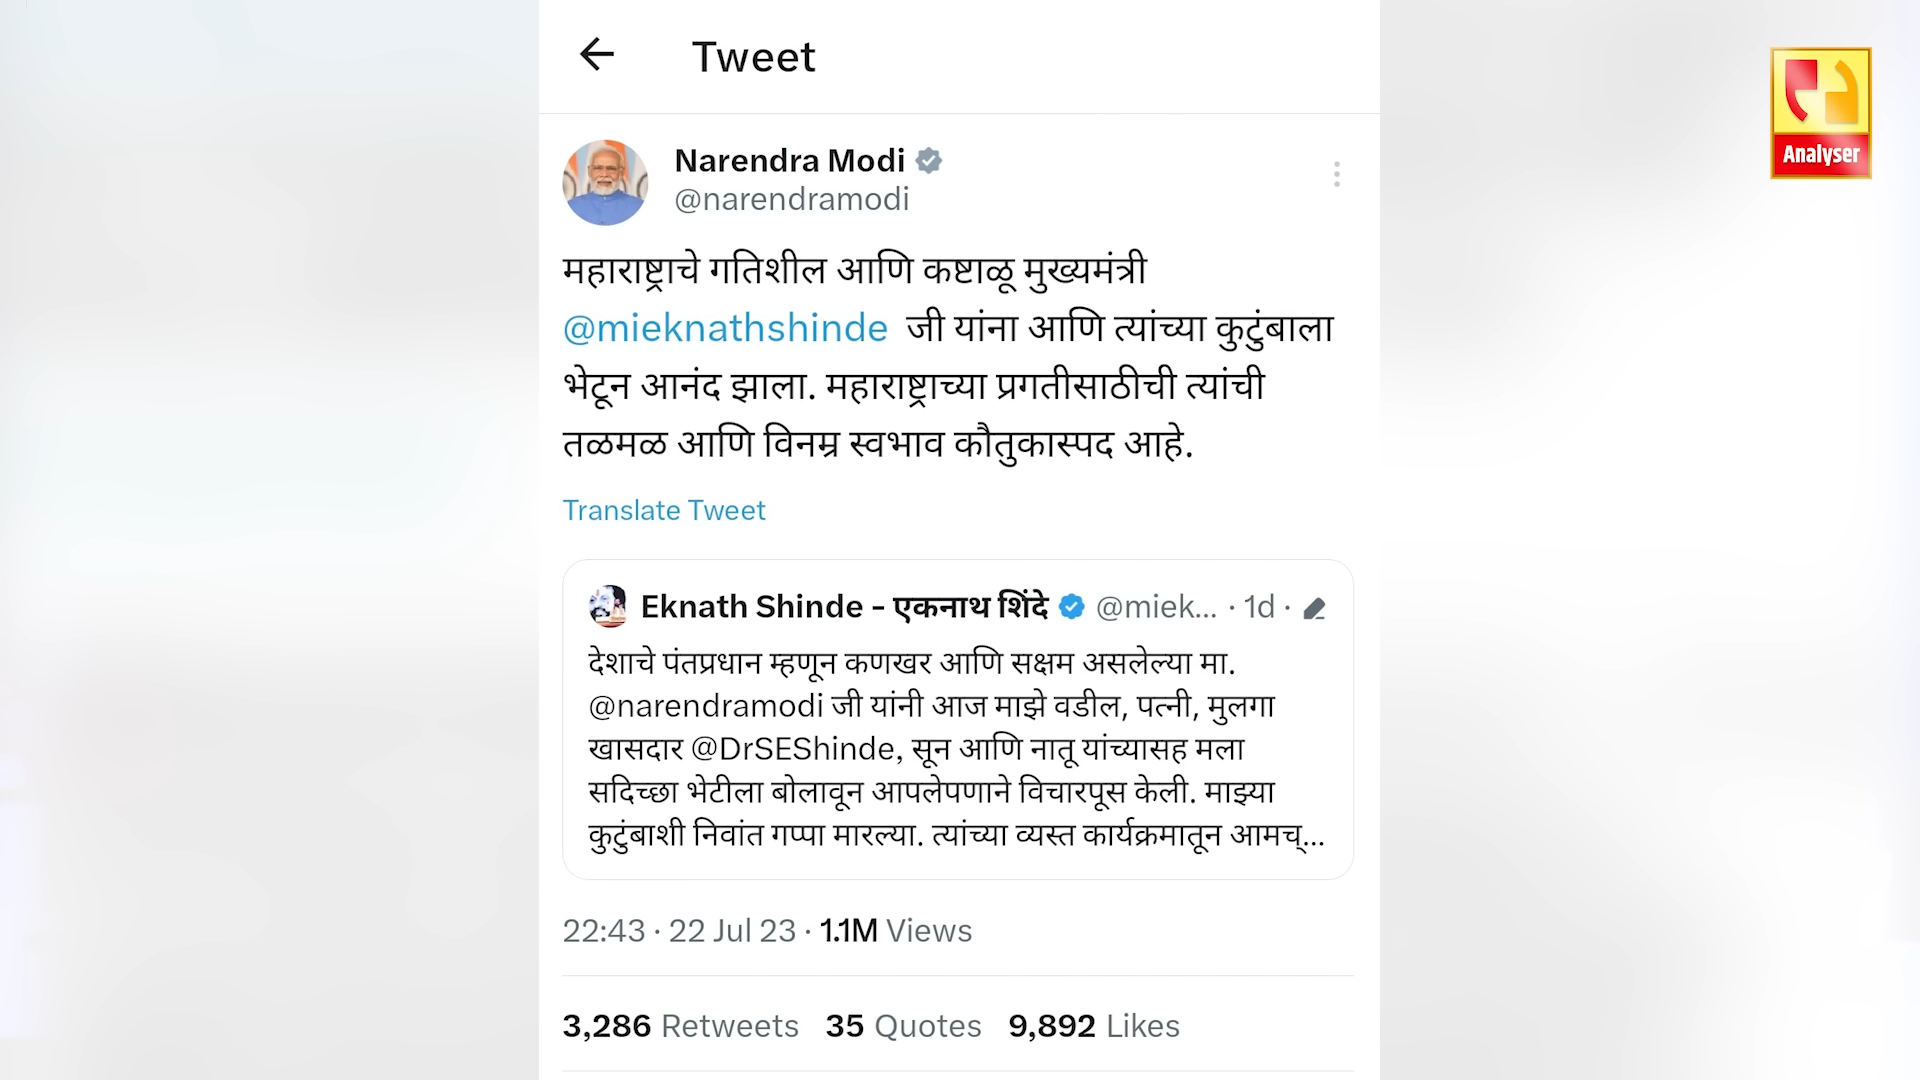 Tweet
Analyser
Narendra Modi
@narendramodi
महाराष्ट्राचे गतिशील आणि कष्टाळू मुख्यमंत्री
@mieknathshinde जी यांना आणि त्यांच्या कुटुंबाला
भेटून आनंद झाला. महाराष्ट्राच्या प्रगतीसाठीची त्यांची
तळमळ आणि विनम्र स्वभाव कौतुकास्पद आहे.
Translate Tweet
Eknath Shinde - एकनाथ शिंदे @miek... · 1d ·
देशाचे पंतप्रधान म्हणून कणखर आणि सक्षम असलेल्या मा.
@narendramodi जी यांनी आज माझे वडील, पत्नी, मुलगा
खासदार @DrSEShinde, सून आणि नातू यांच्यासह मला
सदिच्छा भेटीला बोलावून आपलेपणाने विचारपूस केली. माझ्या
कुटुंबाशी निवांत गप्पा मारल्या. त्यांच्या व्यस्त कार्यक्रमातून आमच्...
22:43 · 22 Jul 23 · 1.1M Views
3,286 Retweets 35 Quotes 9,892 Likes